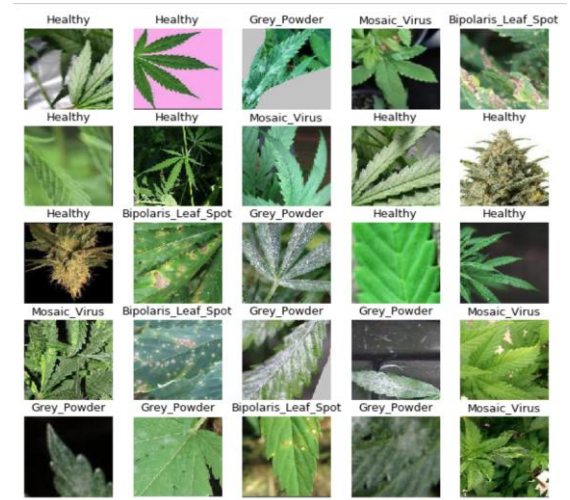 Healthy Healthy Grey_Powder Mosaic_Virus Bipolaris_Leaf_Spot
Healthy Healthy Mosaic_Virus Healthy Healthy
Healthy Bipolaris_Leaf_Spot Grey_Powder Healthy Healthy
Mosaic_Virus Bipolaris_Leaf_Spot Grey_Powder Grey_Powder Mosaic_Virus
Grey_Powder Grey_Powder Bipolaris_Leaf_Spot Grey_Powder Mosaic_Virus